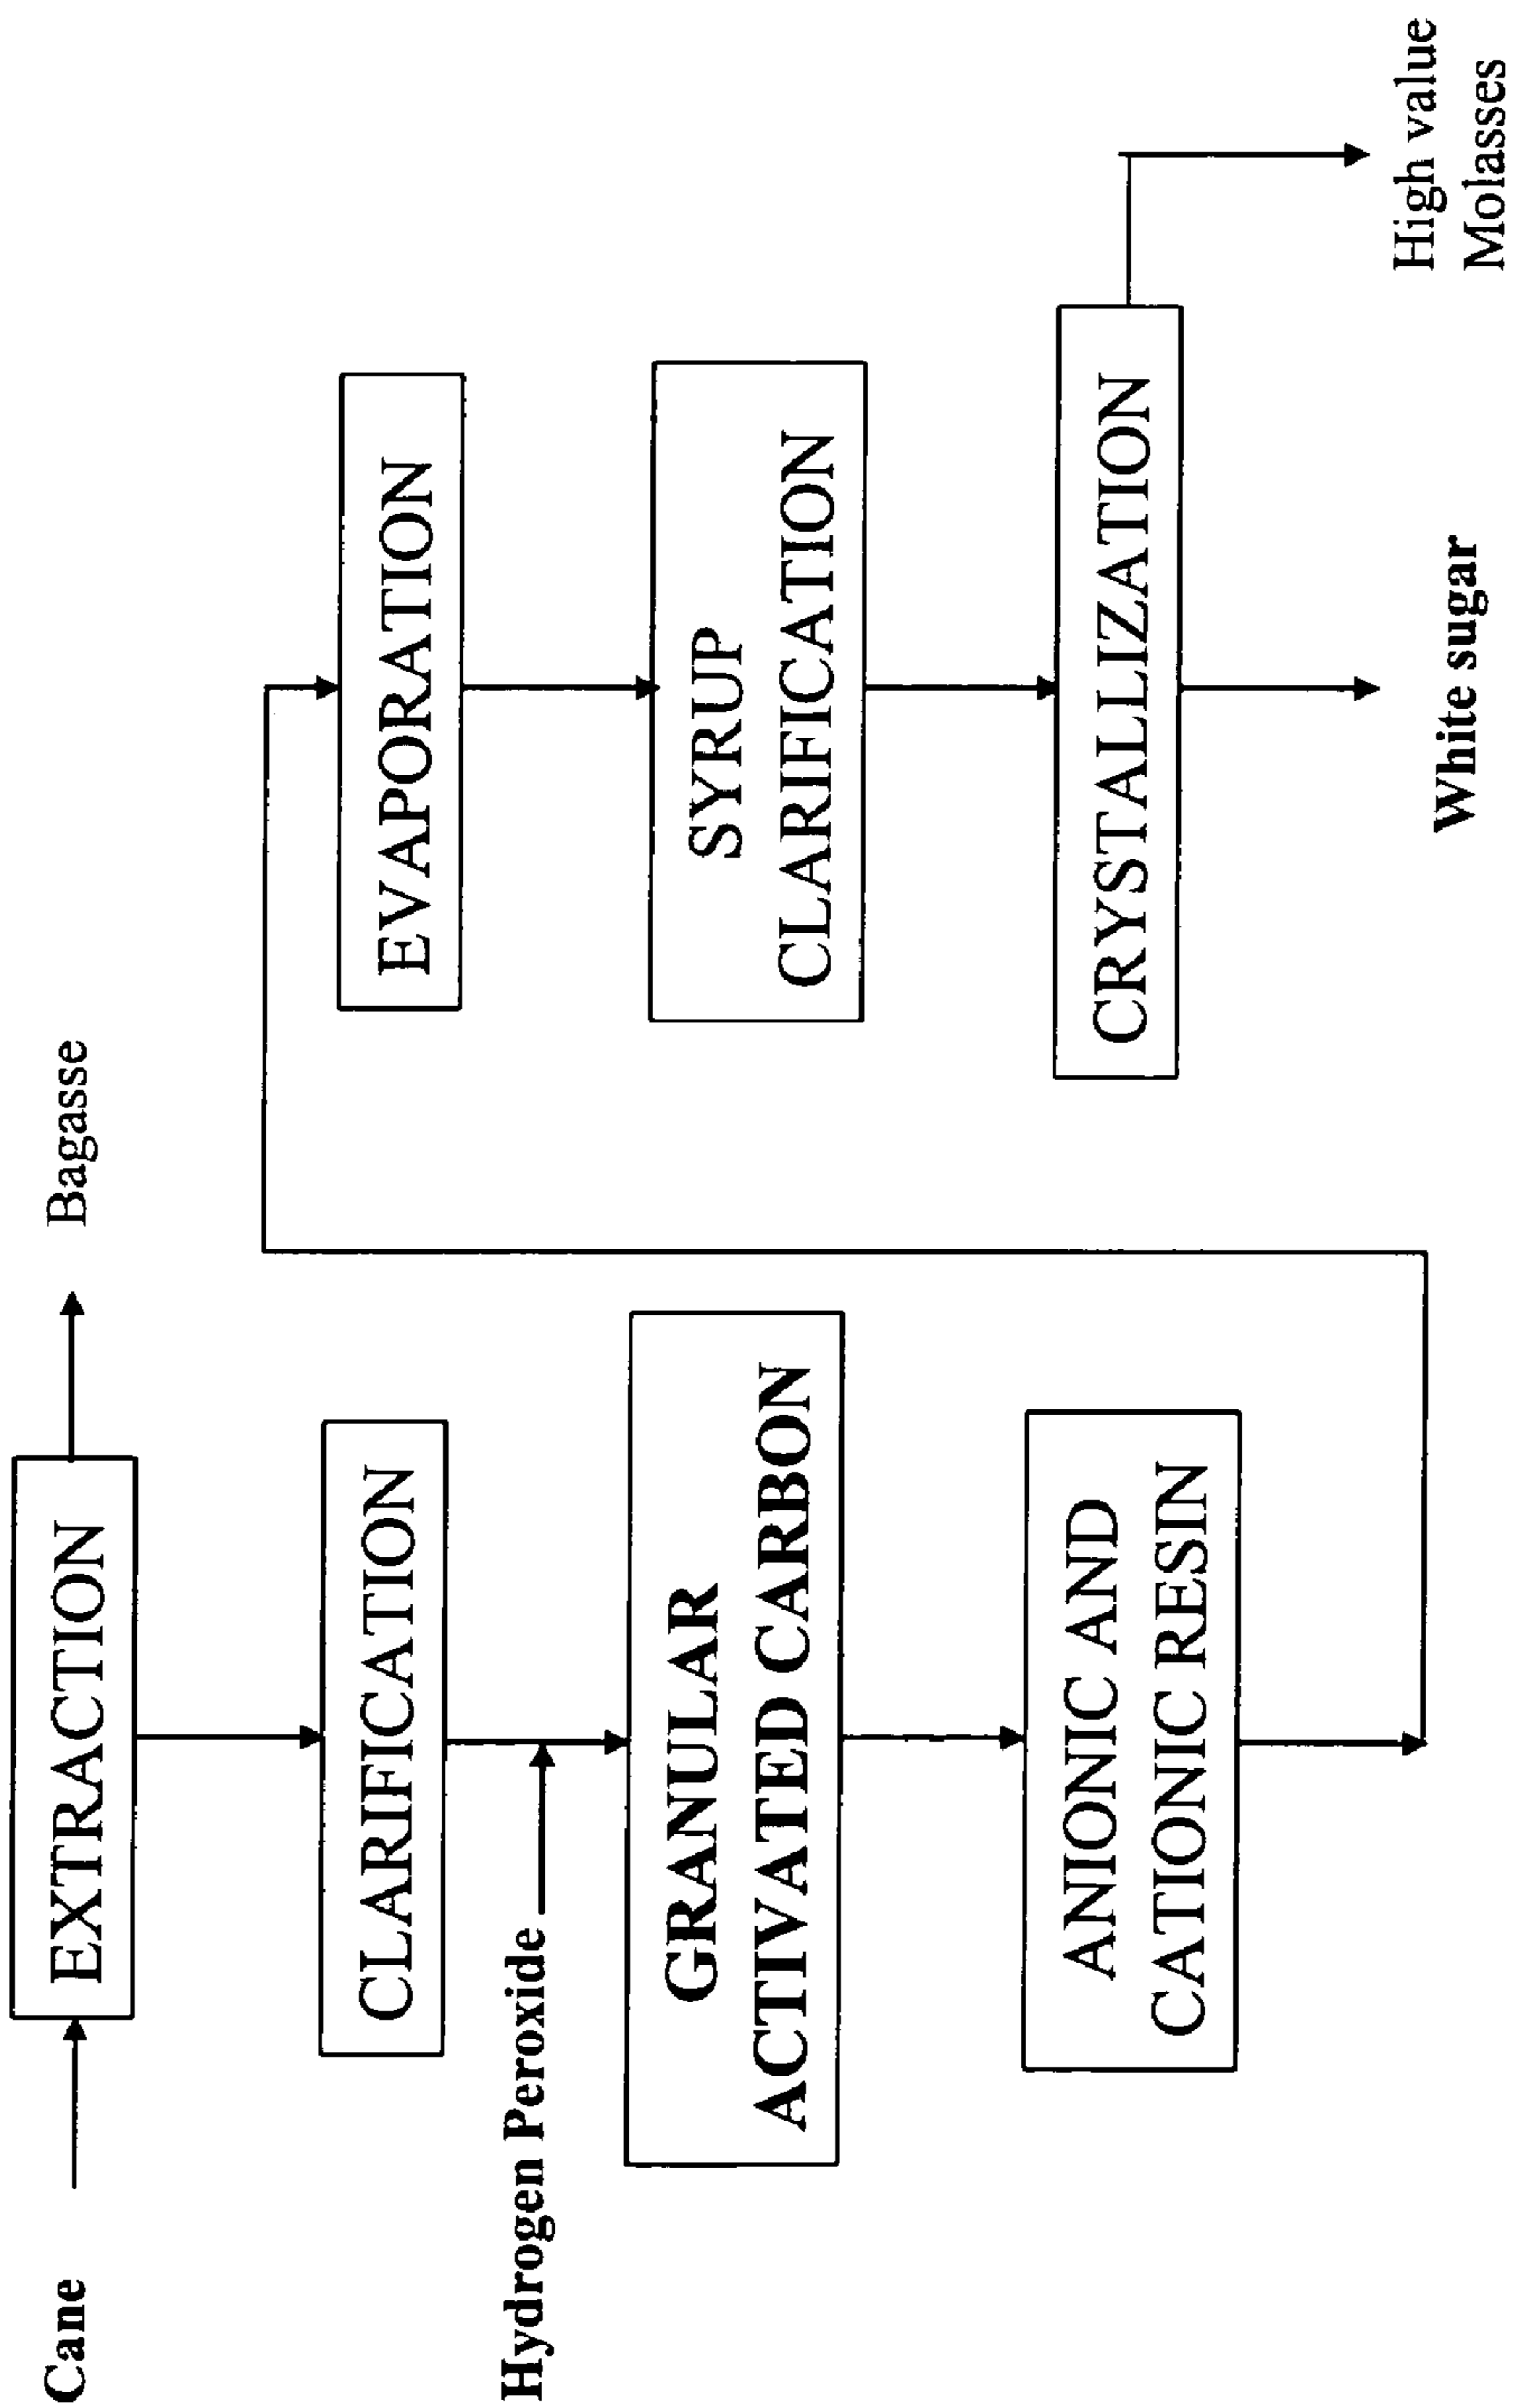 Cane
EXTRACTION
Bagasse
CLARIFICATION
Hydrogen Peroxide
GRANULAR
ACTIVATED CARBON
ANIONIC AND
CATIONIC RESIN
EVAPORATION
SYRUP
CLARIFICATION
CRYSTALLIZATION
White sugar
High value
Molasses